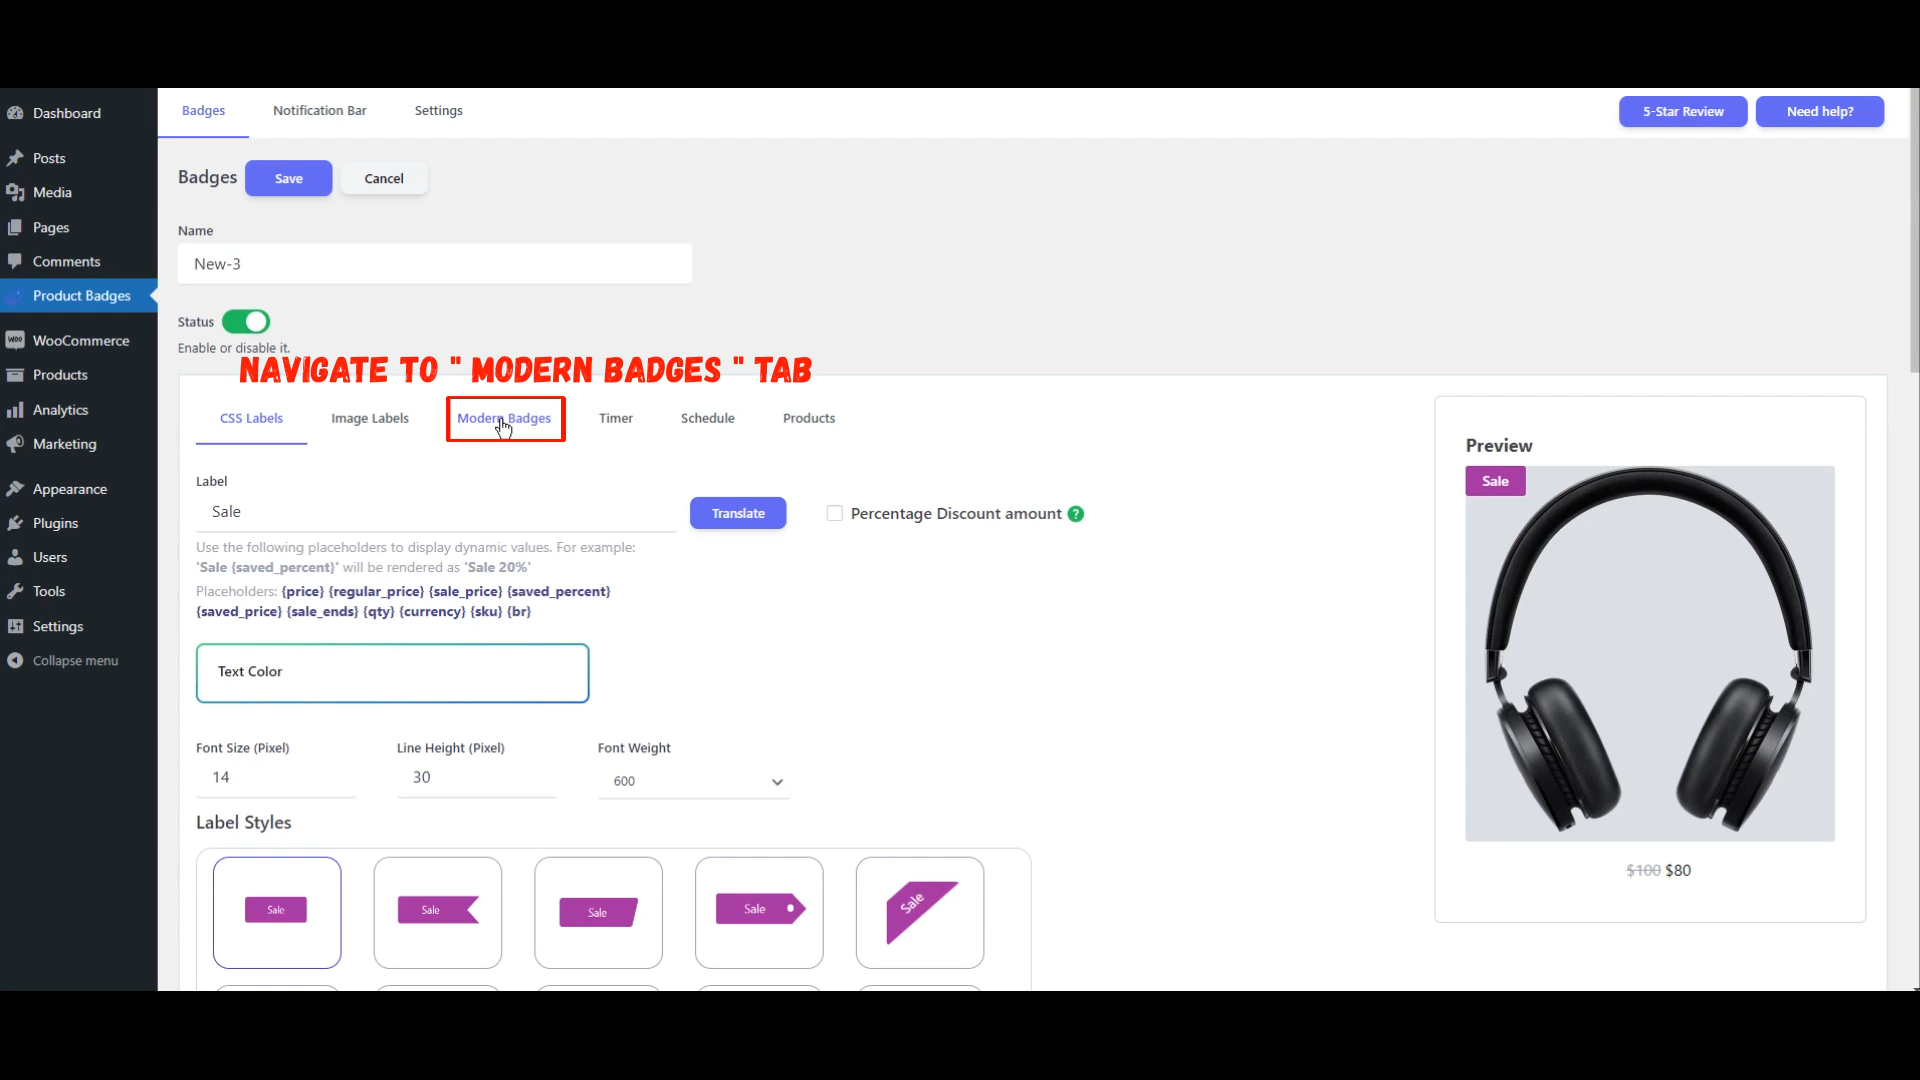 Badges
Notification Bar
Settings
5-Star Review
Need help?
Dashboard
Posts
Media
Pages
Comments
Product Badges
WOO WooCommerce
Products
Analytics
Marketing
Appearance
Plugins
Users
Tools
Settings
Collapse menu
Badges
Save
Cancel
Name
New-3
Status
Enable or disable it.
NAVIGATE TO " MODERN BADGES " TAB
CSS Labels
Image Labels
Modern Badges
Timer
Schedule
Products
Label
Sale
Translate
Percentage Discount amount ?
Use the following placeholders to display dynamic values. For example:
'Sale {saved_percent}' will be rendered as 'Sale 20%'
Placeholders: {price} {regular_price} {sale_price} {saved_percent}
{saved_price} {sale_ends} {qty} {currency} {sku} {br}
Text Color
Font Size (Pixel)
14
Line Height (Pixel)
30
Font Weight
600
Label Styles
Sale
Sale
Sale
Sale
Sale
Preview
Sale
$100 $80